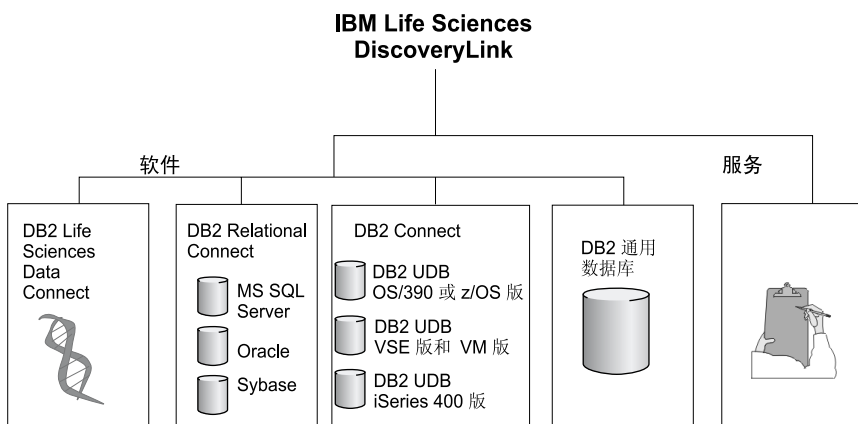 IBM Life Sciences
DiscoveryLink
软件
服务
DB2 Life
Sciences
Data
Connect
DB2 Relational
Connect
MS SQL
Server
Oracle
Sybase
DB2 Connect
DB2 UDB
OS/390 或 z/OS 版
DB2 UDB
VSE 版和 VM 版
DB2 UDB
iSeries 400 版
DB2 通用
数据库